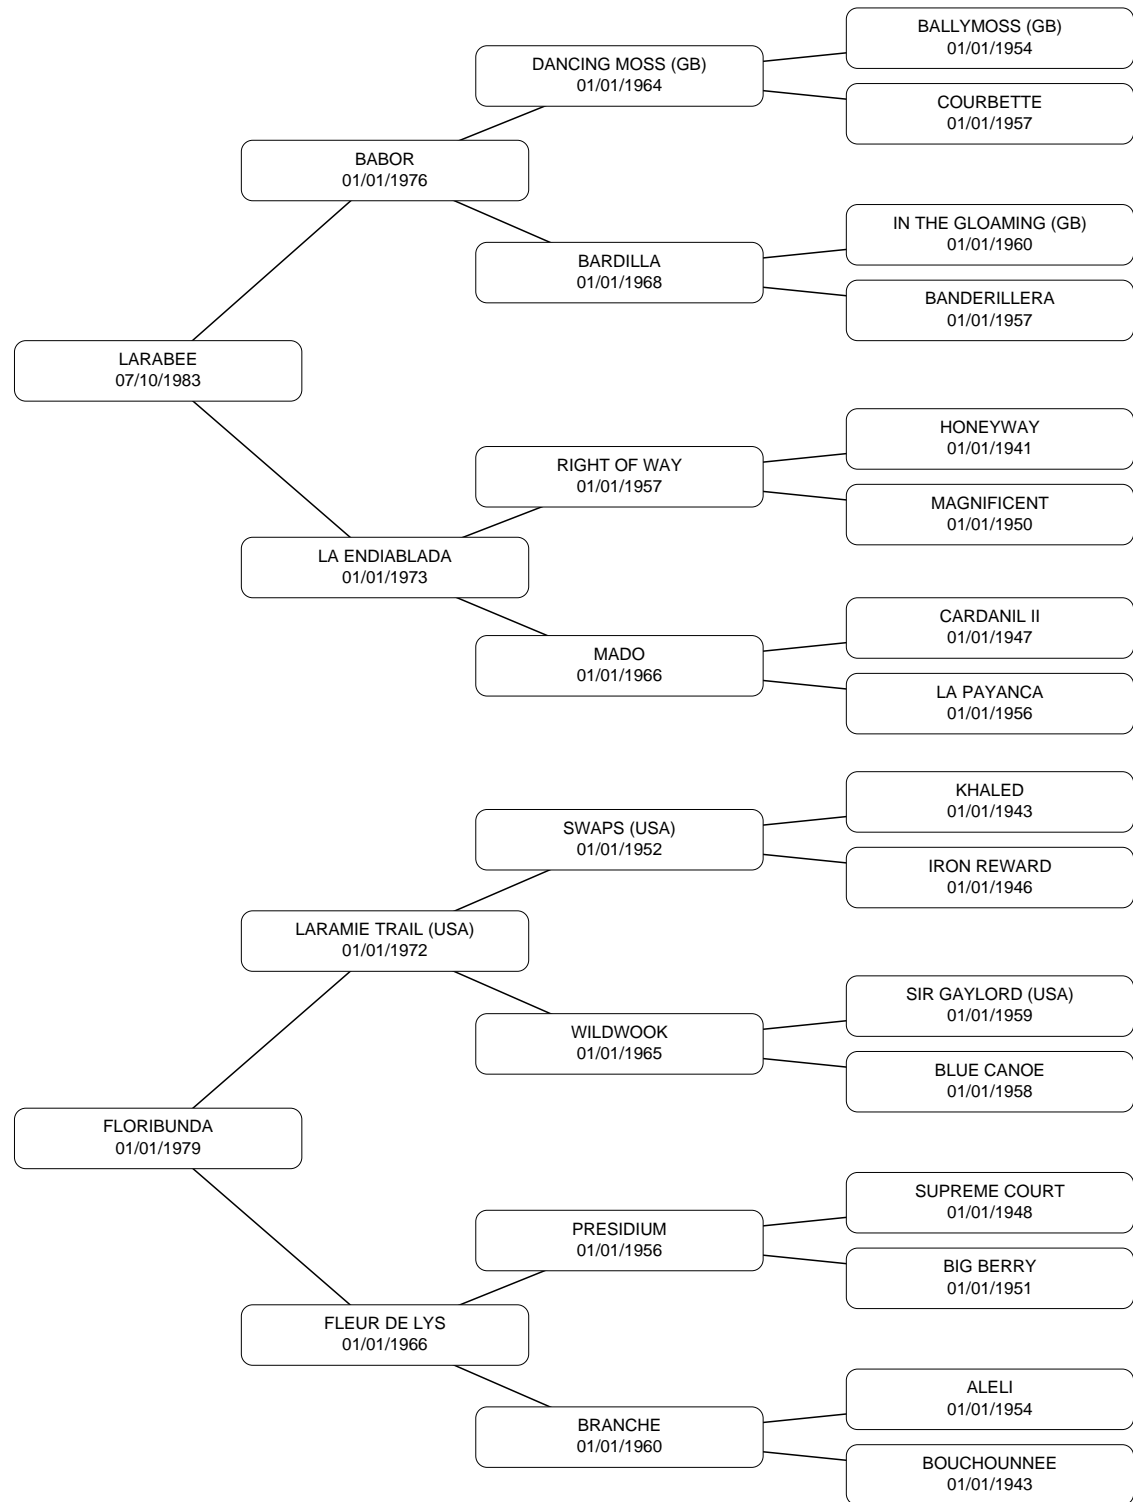 BALLYMOSS (GB)
01/01/1954
DANCING MOSS (GB)
01/01/1964
COURBETTE
01/01/1957
BABOR
01/01/1976
IN THE GLOAMING (GB)
01/01/1960
BARDILLA
01/01/1968
BANDERILLERA
01/01/1957
LARABEE
07/10/1983
HONEYWAY
01/01/1941
RIGHT OF WAY
01/01/1957
MAGNIFICENT
01/01/1950
LA ENDIABLADA
01/01/1973
CARDANIL II
01/01/1947
MADO
01/01/1966
LA PAYANCA
01/01/1956
KHALED
01/01/1943
SWAPS (USA)
01/01/1952
IRON REWARD
01/01/1946
LARAMIE TRAIL (USA)
01/01/1972
SIR GAYLORD (USA)
01/01/1959
WILDWOOK
01/01/1965
BLUE CANOE
01/01/1958
FLORIBUNDA
01/01/1979
SUPREME COURT
01/01/1948
PRESIDIUM
01/01/1956
BIG BERRY
01/01/1951
FLEUR DE LYS
01/01/1966
ALELI
01/01/1954
BRANCHE
01/01/1960
BOUCHOUNNEE
01/01/1943